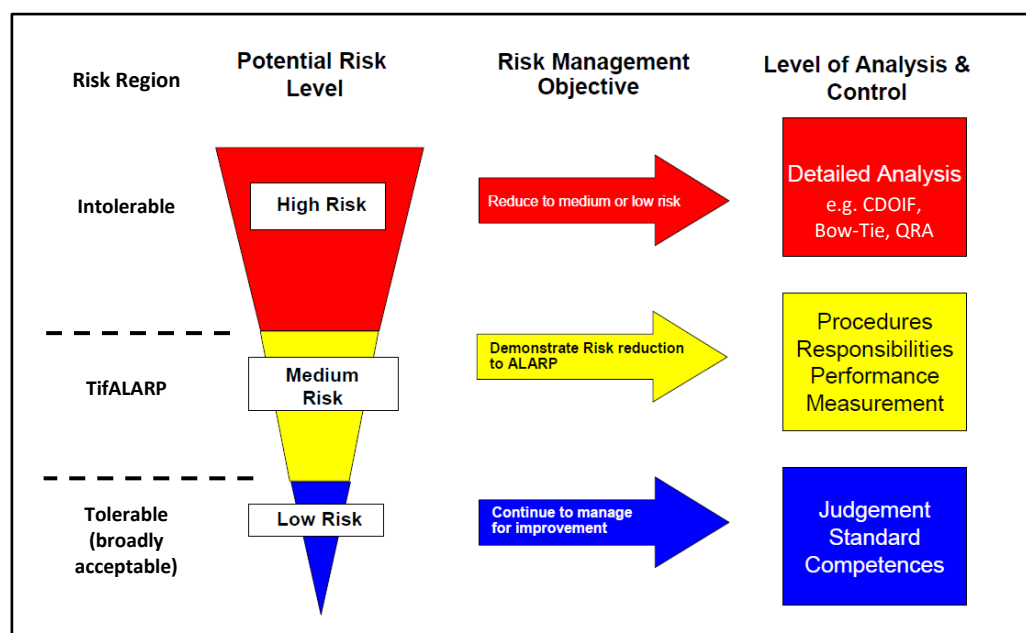 Risk Region
Potential Risk
Level
Risk Management
Objective
Level of Analysis &
Control
Intolerable
High Risk
Reduce to medium or low risk
Detailed Analysis
e.g. CDOIF,
Bow-Tie, QRA
TifALARP
Medium
Risk
Demonstrate Risk reduction
to ALARP
Procedures
Responsibilities
Performance
Measurement
Tolerable
(broadly
acceptable)
Low Risk
Continue to manage
for improvement
Judgement
Standard
Competences